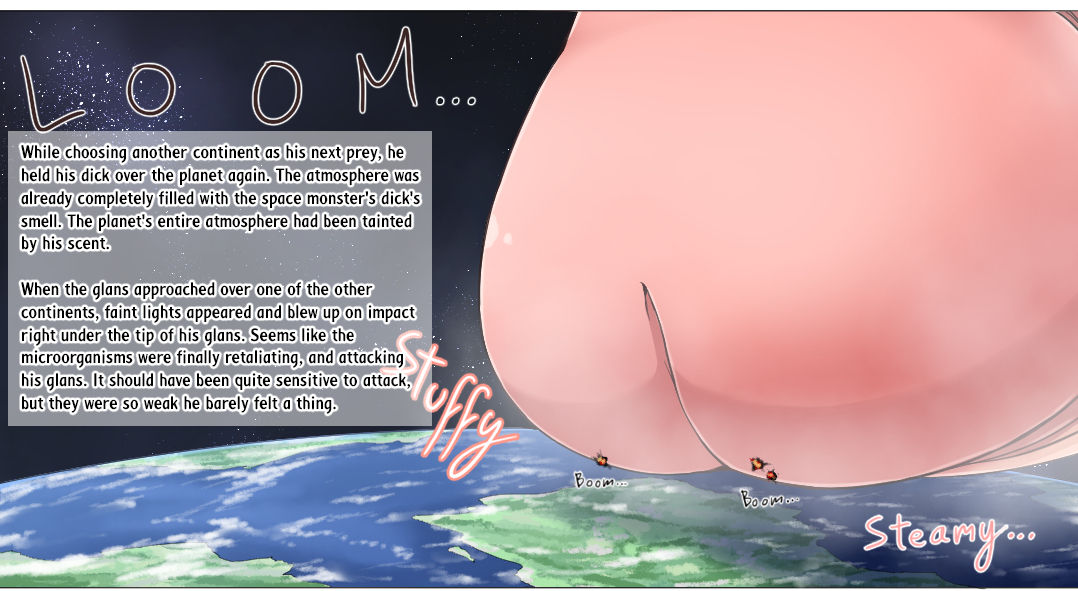 LOOM...
While choosing another continent as his next prey, he
held his dick over the planet again. The atmosphere was
already completely filled with the space monster's dick's
smell. The planet's entire atmosphere had been tainted
by his scent.
When the glans approached over one of the other
continents, faint lights appeared and blew up on impact
right under the tip of his glans. Seems like the
microorganisms were finally retaliating, and attacking
his glans. It should have been quite sensitive to attack,
but they were so weak he barely felt a thing.
Stuffy
Boom...
Boom...
Steamy...